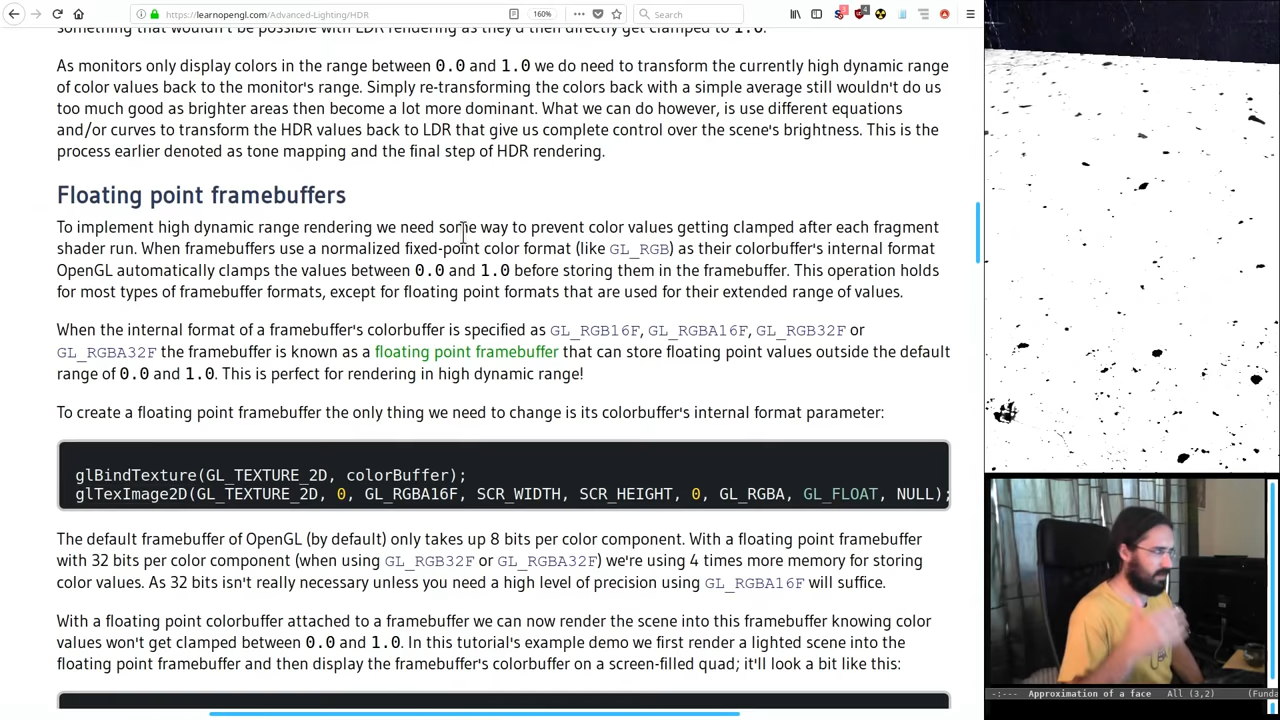 https://learnopengl.com/Advanced-Lighting/HDR
160%
Search
3
4
something that wouldn't be possible with LDR rendering as they'd then directly get clamped to 1.0.
As monitors only display colors in the range between 0.0 and 1.0 we do need to transform the currently high dynamic range
of color values back to the monitor's range. Simply re-transforming the colors back with a simple average still wouldn't do us
too much good as brighter areas then become a lot more dominant. What we can do however, is use different equations
and/or curves to transform the HDR values back to LDR that give us complete control over the scene's brightness. This is the
process earlier denoted as tone mapping and the final step of HDR rendering.
Floating point framebuffers
To implement high dynamic range rendering we need some way to prevent color values getting clamped after each fragment
shader run. When framebuffers use a normalized fixed-point color format (like GL_RGB) as their colorbuffer's internal format
OpenGL automatically clamps the values between 0.0 and 1.0 before storing them in the framebuffer. This operation holds
for most types of framebuffer formats, except for floating point formats that are used for their extended range of values.
When the internal format of a framebuffer's colorbuffer is specified as GL_RGB16F, GL_RGBA16F, GL_RGB32F or
GL_RGBA32F the framebuffer is known as a floating point framebuffer that can store floating point values outside the default
range of 0.0 and 1.0. This is perfect for rendering in high dynamic range!
To create a floating point framebuffer the only thing we need to change is its colorbuffer's internal format parameter:
glBindTexture(GL_TEXTURE_2D, colorBuffer);
glTexImage2D(GL_TEXTURE_2D, 0, GL_RGBA16F, SCR_WIDTH, SCR_HEIGHT, 0, GL_RGBA, GL_FLOAT, NULL);
The default framebuffer of OpenGL (by default) only takes up 8 bits per color component. With a floating point framebuffer
with 32 bits per color component (when using GL_RGB32F or GL_RGBA32F) we're using 4 times more memory for storing
color values. As 32 bits isn't really necessary unless you need a high level of precision using GL_RGBA16F will suffice.
With a floating point colorbuffer attached to a framebuffer we can now render the scene into this framebuffer knowing color
values won't get clamped between 0.0 and 1.0. In this tutorial's example demo we first render a lighted scene into the
floating point framebuffer and then display the framebuffer's colorbuffer on a screen-filled quad; it'll look a bit like this:
-:--- Approximation of a face All (3,2) (Funda